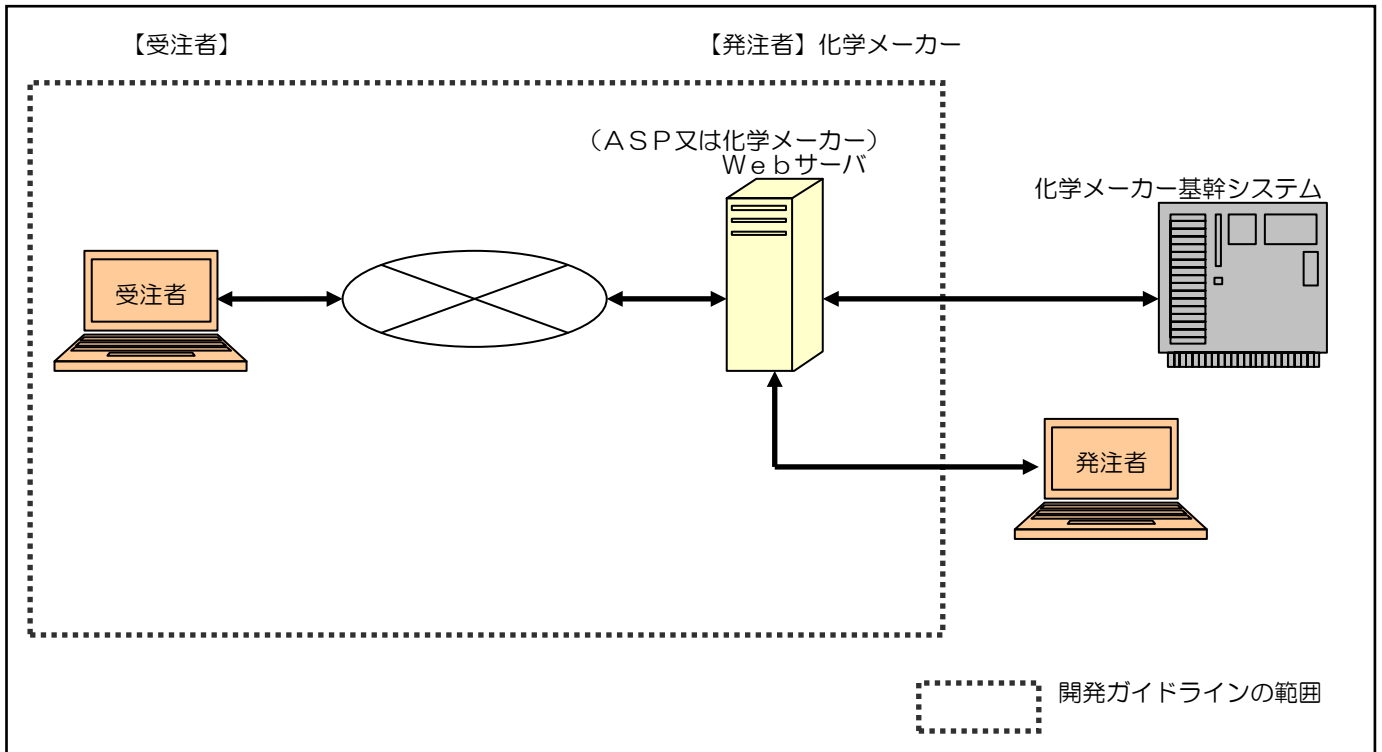 【受注者】
【発注者】化学メーカー
（ＡＳＰ又は化学メーカー）
Ｗｅｂサーバ
化学メーカー基幹システム
受注者
発注者
開発ガイドラインの範囲